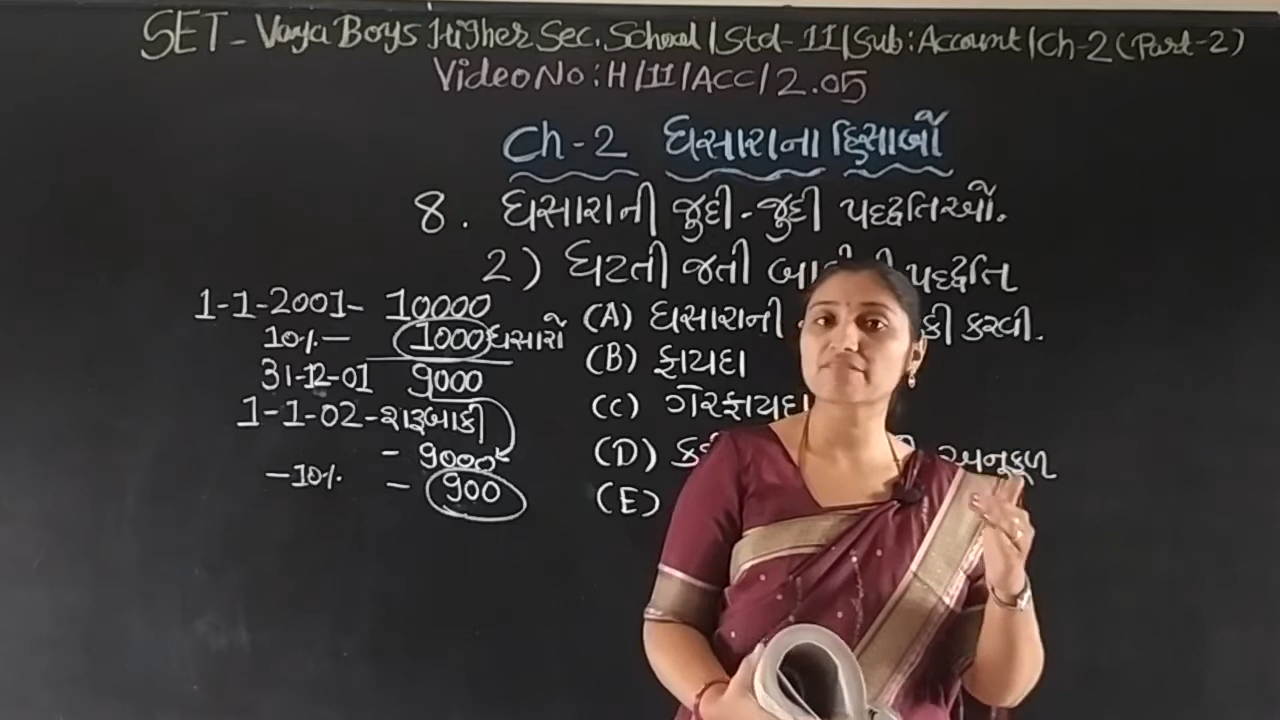 SET - Vaya Boys Higher Sec. School / Std - 11 / Sub : Account / Ch-2 (Part-2)
Video No : H / 11 / ACC / 2.05
Ch - 2 ઘસારાના હિસાબો
8. ઘસારાની જુદી - જુદી પદ્ધતિઓ.
2) ઘટતી જતી પદ્ધતિ
1-1-2001- 10000
10% — 1000 ઘસારો
31-12-01 9000
1-1-02 - શરૂબાકી
- 9000
- 10% - 900
(A) ઘસારાની કરવી.
(B) ફાયદા
(C) ગેરફાયદા
(D) અનુકૂળ
(E)